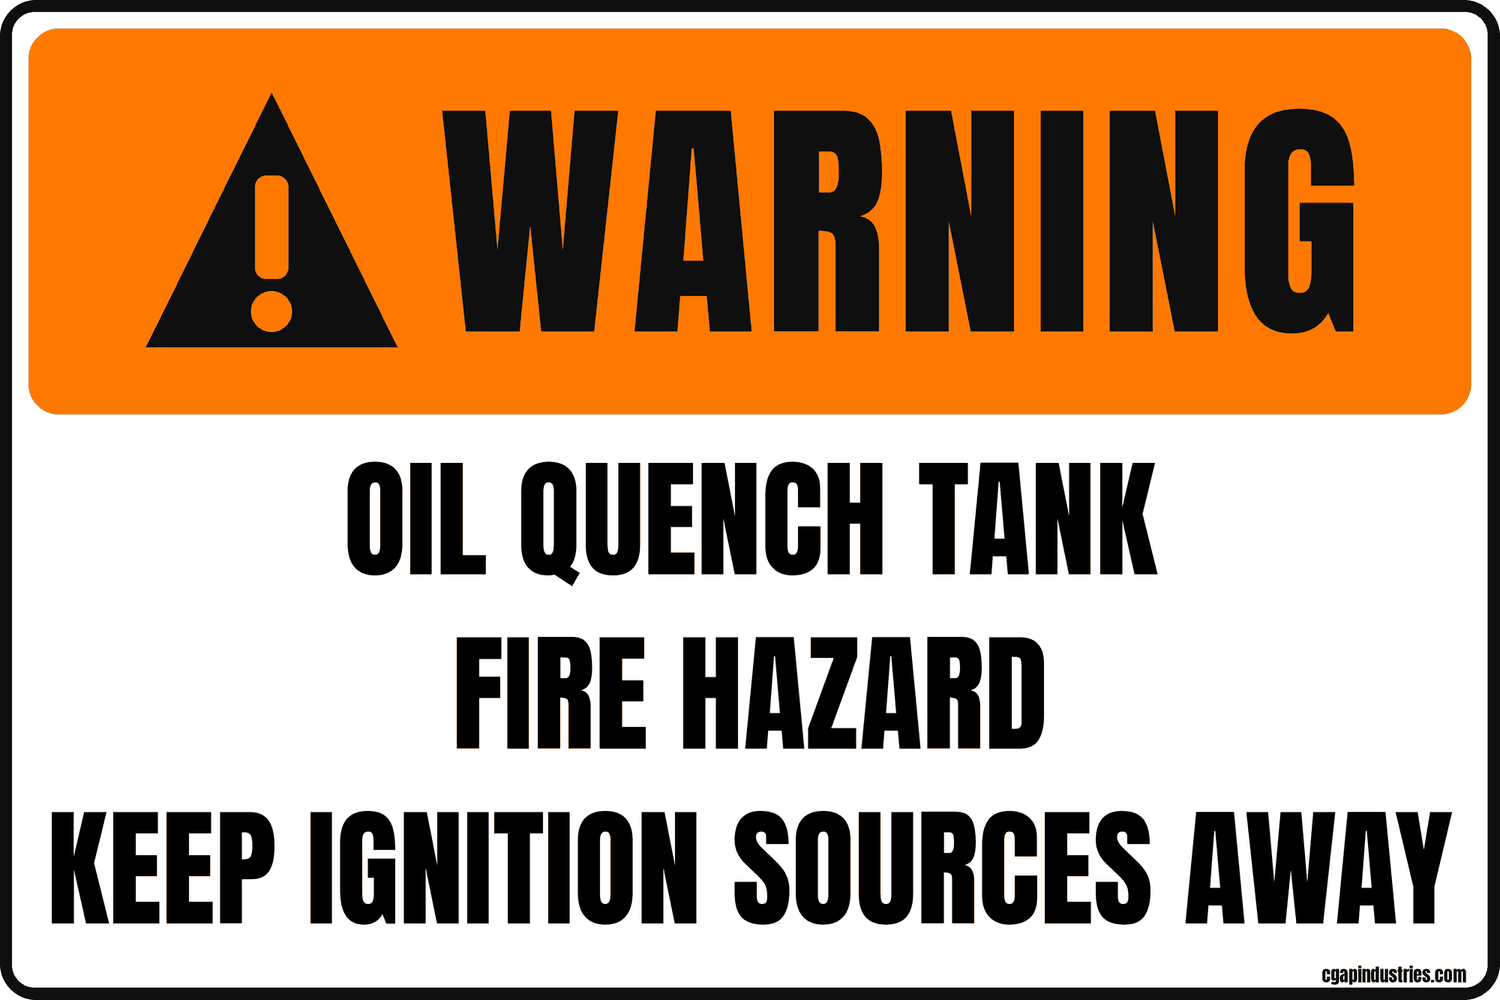 WARNING
OIL QUENCH TANK
FIRE HAZARD
KEEP IGNITION SOURCES AWAY
cgapindustries.com